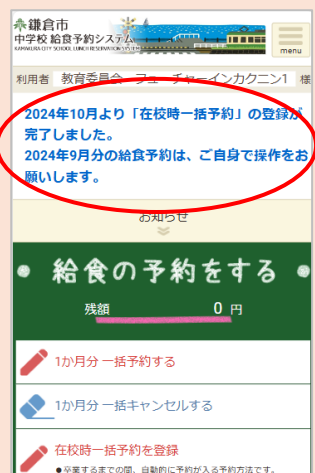 鎌倉市
中学校 給食予約システム
KAMAKURA CITY SCHOOL LUNCH RESERVATION SYSTEM
menu
利用者 教育委員会 フューチャーインカクニン1 様
2024年10月より「在校時一括予約」の登録が
完了しました。
2024年9月分の給食予約は、ご自身で操作をお
願いします。
お知らせ
給食の予約をする
残額 0 円
1か月分 一括予約する
1か月分 一括キャンセルする
在校時一括予約を登録
●卒業するまでの間、自動的に予約が入る予約方法です。